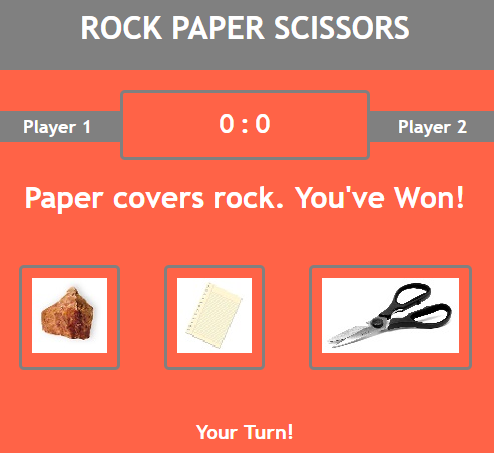 ROCK PAPER SCISSORS
Player 1
0 : 0
Player 2
Paper covers rock. You've Won!
Your Turn!